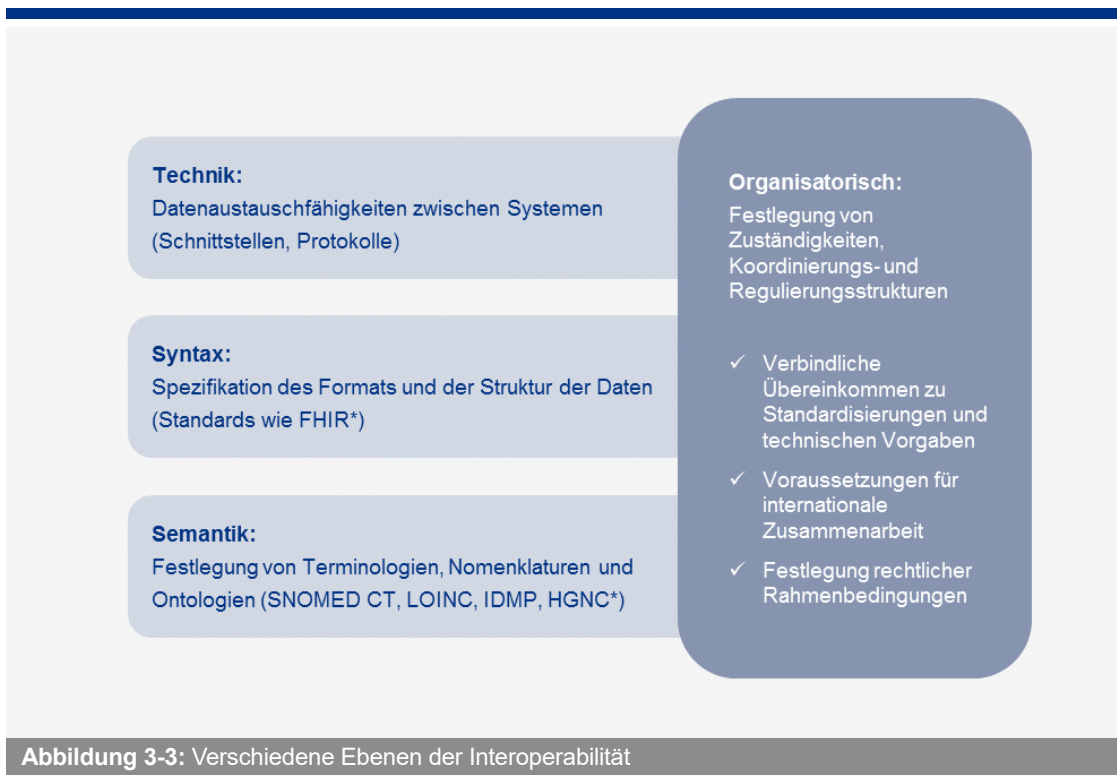 Technik:
Datenaustauschfähigkeiten zwischen Systemen
(Schnittstellen, Protokolle)
Syntax:
Spezifikation des Formats und der Struktur der Daten
(Standards wie FHIR*)
Semantik:
Festlegung von Terminologien, Nomenklaturen und
Ontologien (SNOMED CT, LOINC, IDMP, HGNC*)
Organisatorisch:
Festlegung von
Zuständigkeiten,
Koordinierungs- und
Regulierungsstrukturen
✓ Verbindliche
Übereinkommen zu
Standardisierungen und
technischen Vorgaben
✓ Voraussetzungen für
internationale
Zusammenarbeit
✓ Festlegung rechtlicher
Rahmenbedingungen
Abbildung 3-3: Verschiedene Ebenen der Interoperabilität